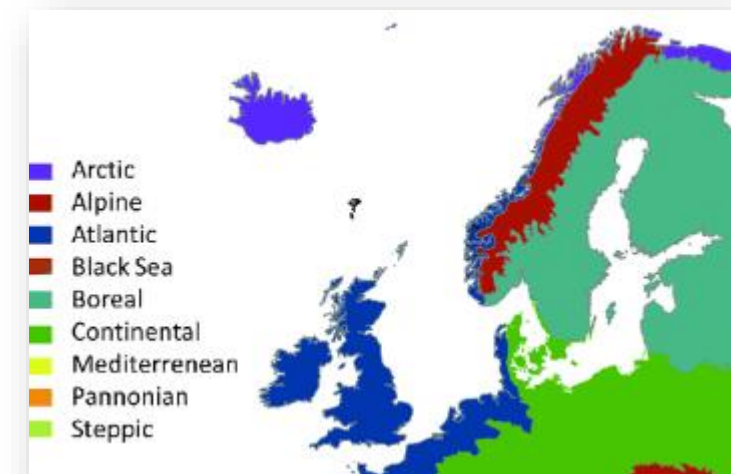 Arctic
Alpine
Atlantic
Black Sea
Boreal
Continental
Mediterrenean
Pannonian
Steppic